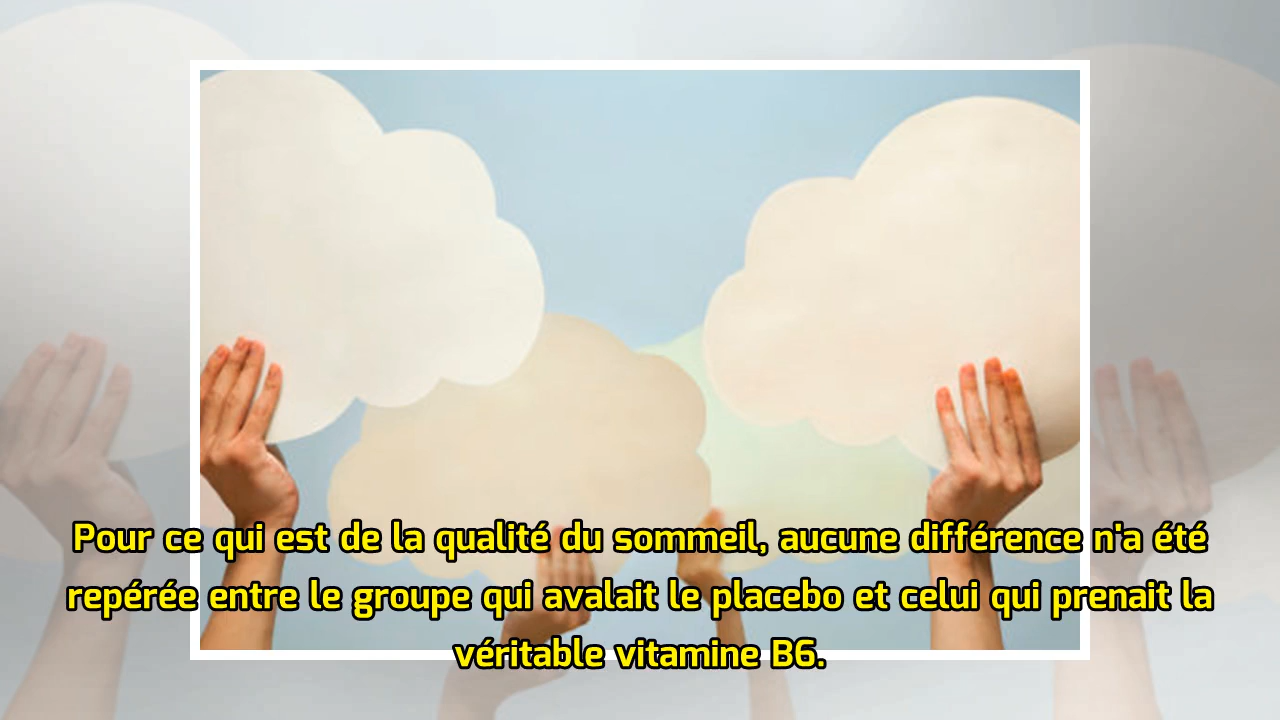 Pour ce qui est de la qualité du sommeil, aucune différence n'a été
repérée entre le groupe qui avalait le placebo et celui qui prenait la
véritable vitamine B6.